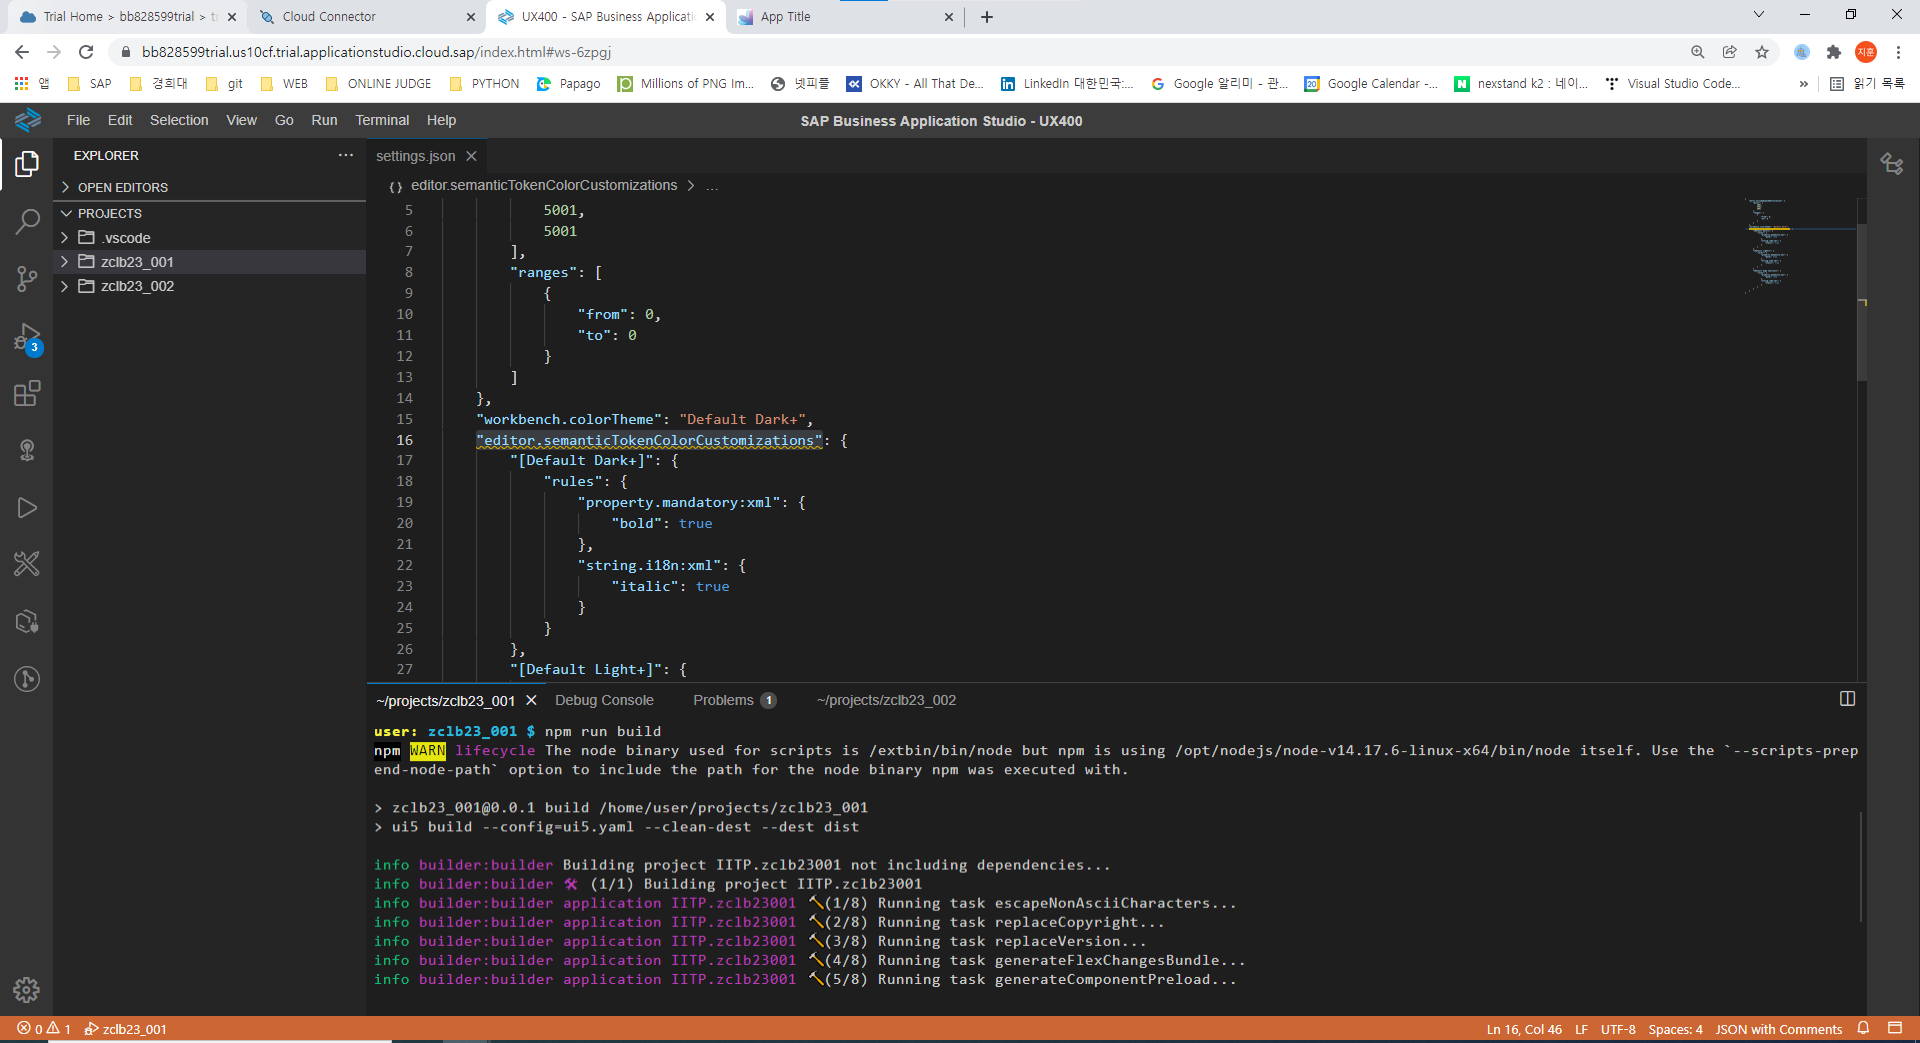 Trial Home > bb828599trial > tr
Cloud Connector
UX400 - SAP Business Applicatio
App Title
bb828599trial.us10cf.trial.applicationstudio.cloud.sap/index.html#ws-6zpgj
지훈
앱
SAP
경희대
git
WEB
ONLINE JUDGE
PYTHON
Papago
Millions of PNG Im...
넷피플
OKKY - All That De...
LinkedIn 대한민국:...
Google 알리미 - 관...
Google Calendar -...
nexstand k2 : 네이...
Visual Studio Code...
»
읽기 목록
File Edit Selection View Go Run Terminal Help
SAP Business Application Studio - UX400
EXPLORER
OPEN EDITORS
PROJECTS
.vscode
zclb23_001
zclb23_002
3
settings.json
{} editor.semanticTokenColorCustomizations > ...
5 5001,
6 5001
7 ],
8 "ranges": [
9 {
10 "from": 0,
11 "to": 0
12 }
13 ]
14 },
15 "workbench.colorTheme": "Default Dark+",
16 "editor.semanticTokenColorCustomizations": {
17 "[Default Dark+]": {
18 "rules": {
19 "property.mandatory:xml": {
20 "bold": true
21 },
22 "string.i18n:xml": {
23 "italic": true
24 }
25 }
26 },
27 "[Default Light+]": {
~/projects/zclb23_001 Debug Console Problems 1 ~/projects/zclb23_002
user: zclb23_001 $ npm run build
npm WARN lifecycle The node binary used for scripts is /extbin/bin/node but npm is using /opt/nodejs/node-v14.17.6-linux-x64/bin/node itself. Use the `--scripts-prep
end-node-path` option to include the path for the node binary npm was executed with.
> zclb23_001@0.0.1 build /home/user/projects/zclb23_001
> ui5 build --config=ui5.yaml --clean-dest --dest dist
info builder:builder Building project IITP.zclb23001 not including dependencies...
info builder:builder 🛠 (1/1) Building project IITP.zclb23001
info builder:builder application IITP.zclb23001 🔨(1/8) Running task escapeNonAsciiCharacters...
info builder:builder application IITP.zclb23001 🔨(2/8) Running task replaceCopyright...
info builder:builder application IITP.zclb23001 🔨(3/8) Running task replaceVersion...
info builder:builder application IITP.zclb23001 🔨(4/8) Running task generateFlexChangesBundle...
info builder:builder application IITP.zclb23001 🔨(5/8) Running task generateComponentPreload...
0 1 zclb23_001
Ln 16, Col 46 LF UTF-8 Spaces: 4 JSON with Comments